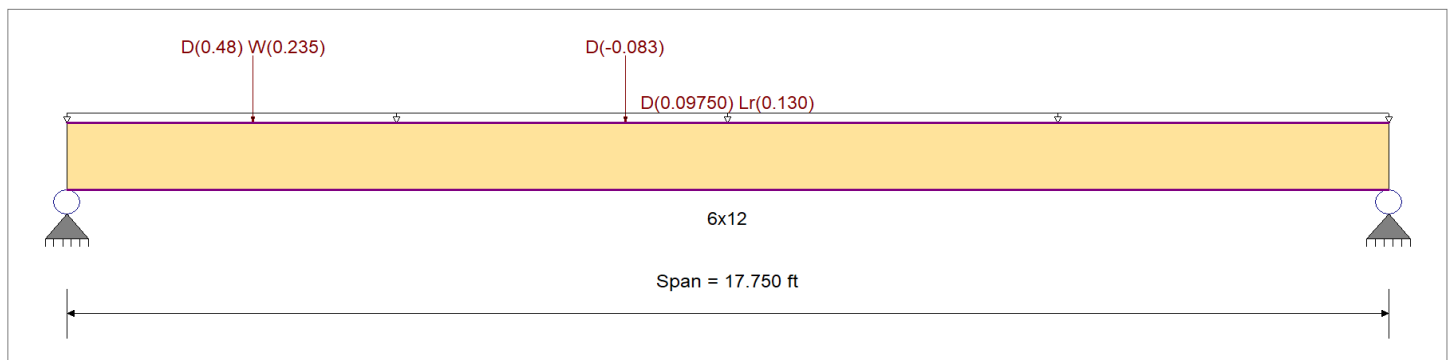 D(0.48) W(0.235)
D(-0.083)
D(0.09750) Lr(0.130)
6x12
Span = 17.750 ft